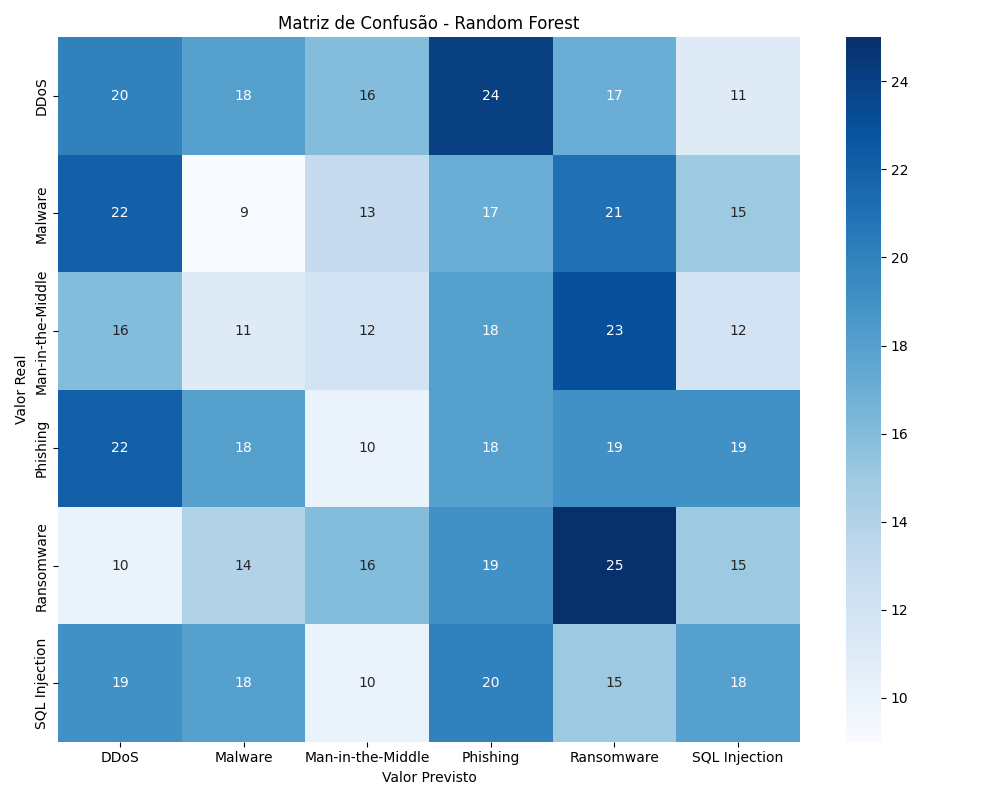 Matriz de Confusão - Random Forest
Valor Real
DDoS 20 18 16 24 17 11
Malware 22 9 13 17 21 15
Man-in-the-Middle 16 11 12 18 23 12
Phishing 22 18 10 18 19 19
Ransomware 10 14 16 19 25 15
SQL Injection 19 18 10 20 15 18
DDoS Malware Man-in-the-Middle Phishing Ransomware SQL Injection
Valor Previsto
24
22
20
18
16
14
12
10